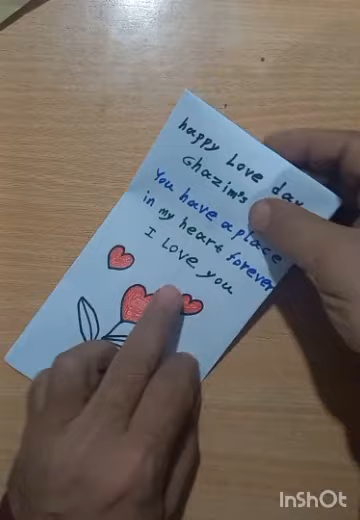 happy Love day
Ghazim's
You have a place
in my heart forever
I Love you
InShOt